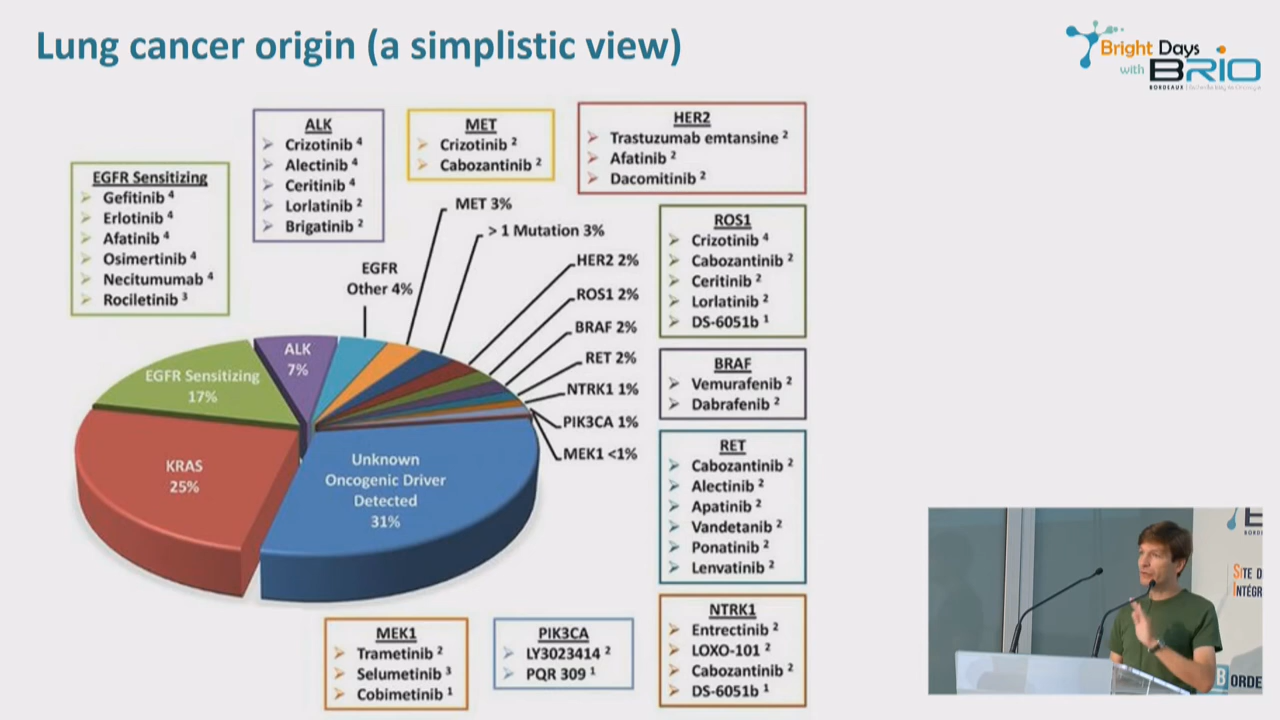 Lung cancer origin (a simplistic view)
Bright Days
with BRIO
BORDEAUX
EGFR Sensitizing
Gefitinib 4
Erlotinib 4
Afatinib 4
Osimertinib 4
Necitumumab 4
Rociletinib 3
ALK
Crizotinib 4
Alectinib 4
Ceritinib 4
Lorlatinib 2
Brigatinib 2
MET
Crizotinib 2
Cabozantinib 2
HER2
Trastuzumab emtansine 2
Afatinib 2
Dacomitinib 2
ROS1
Crizotinib 4
Cabozantinib 2
Ceritinib 2
Lorlatinib 2
DS-6051b 1
BRAF
Vemurafenib 2
Dabrafenib 2
RET
Cabozantinib 2
Alectinib 2
Apatinib 2
Vandetanib 2
Ponatinib 2
Lenvatinib 2
NTRK1
Entrectinib 2
LOXO-101 2
Cabozantinib 2
DS-6051b 1
EGFR
Other 4%
MET 3%
> 1 Mutation 3%
HER2 2%
ROS1 2%
BRAF 2%
RET 2%
NTRK1 1%
PIK3CA 1%
MEK1 <1%
ALK
7%
EGFR Sensitizing
17%
KRAS
25%
Unknown
Oncogenic Driver
Detected
31%
MEK1
Trametinib 2
Selumetinib 3
Cobimetinib 1
PIK3CA
LY3023414 2
PQR 309 1
SITE D
INTÉGR
B ORDE